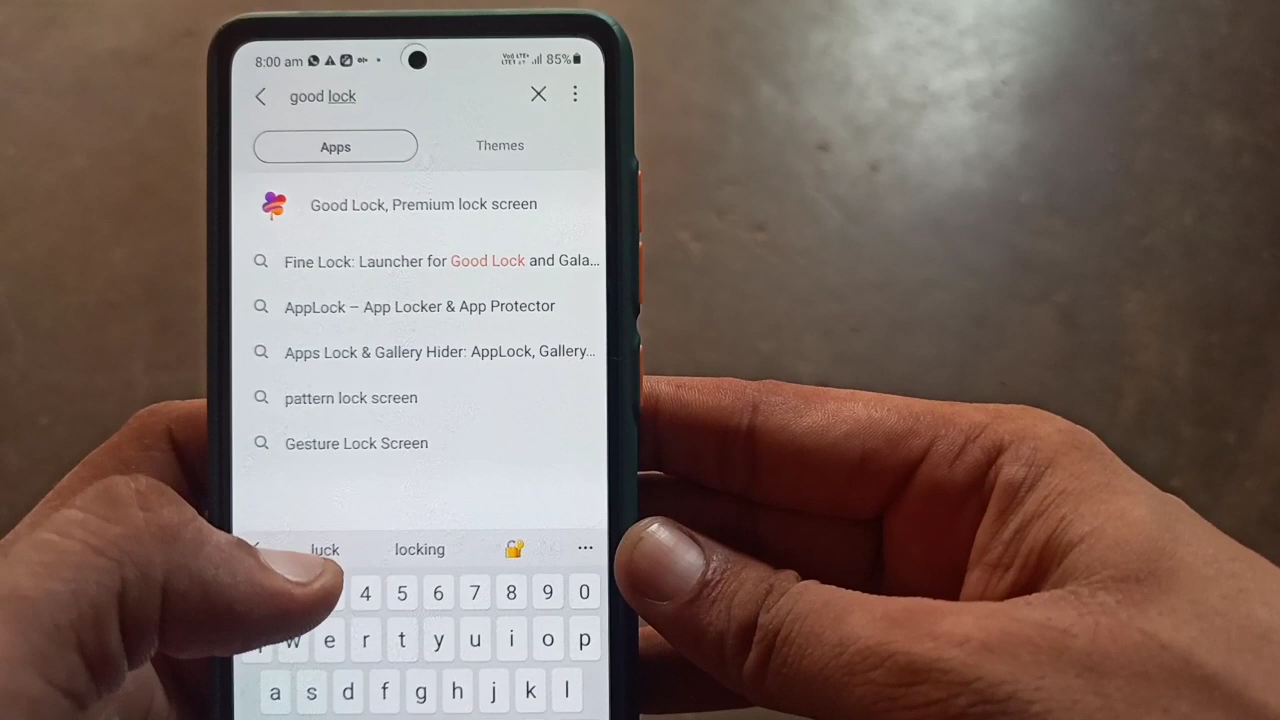 8:00 am
85%
good lock
Apps
Themes
Good Lock, Premium lock screen
Fine Lock: Launcher for Good Lock and Gala...
AppLock – App Locker & App Protector
Apps Lock & Gallery Hider: AppLock, Gallery...
pattern lock screen
Gesture Lock Screen
luck locking ...
4 5 6 7 8 9 0
w e r t y u i o p
a s d f g h j k l